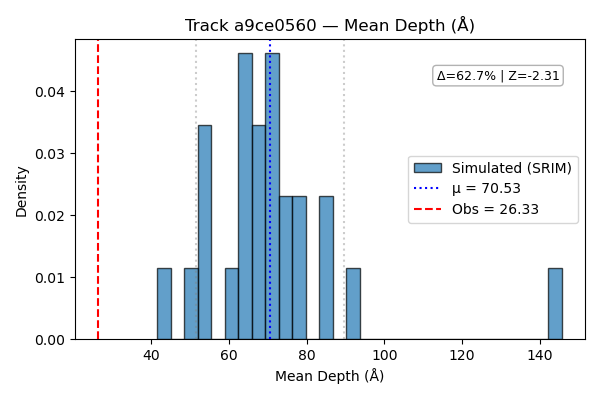 Track a9ce0560 — Mean Depth (Å)
Δ=62.7% | Z=-2.31
Simulated (SRIM)
μ = 70.53
Obs = 26.33
Density
0.04
0.03
0.02
0.01
0.00
40 60 80 100 120 140
Mean Depth (Å)